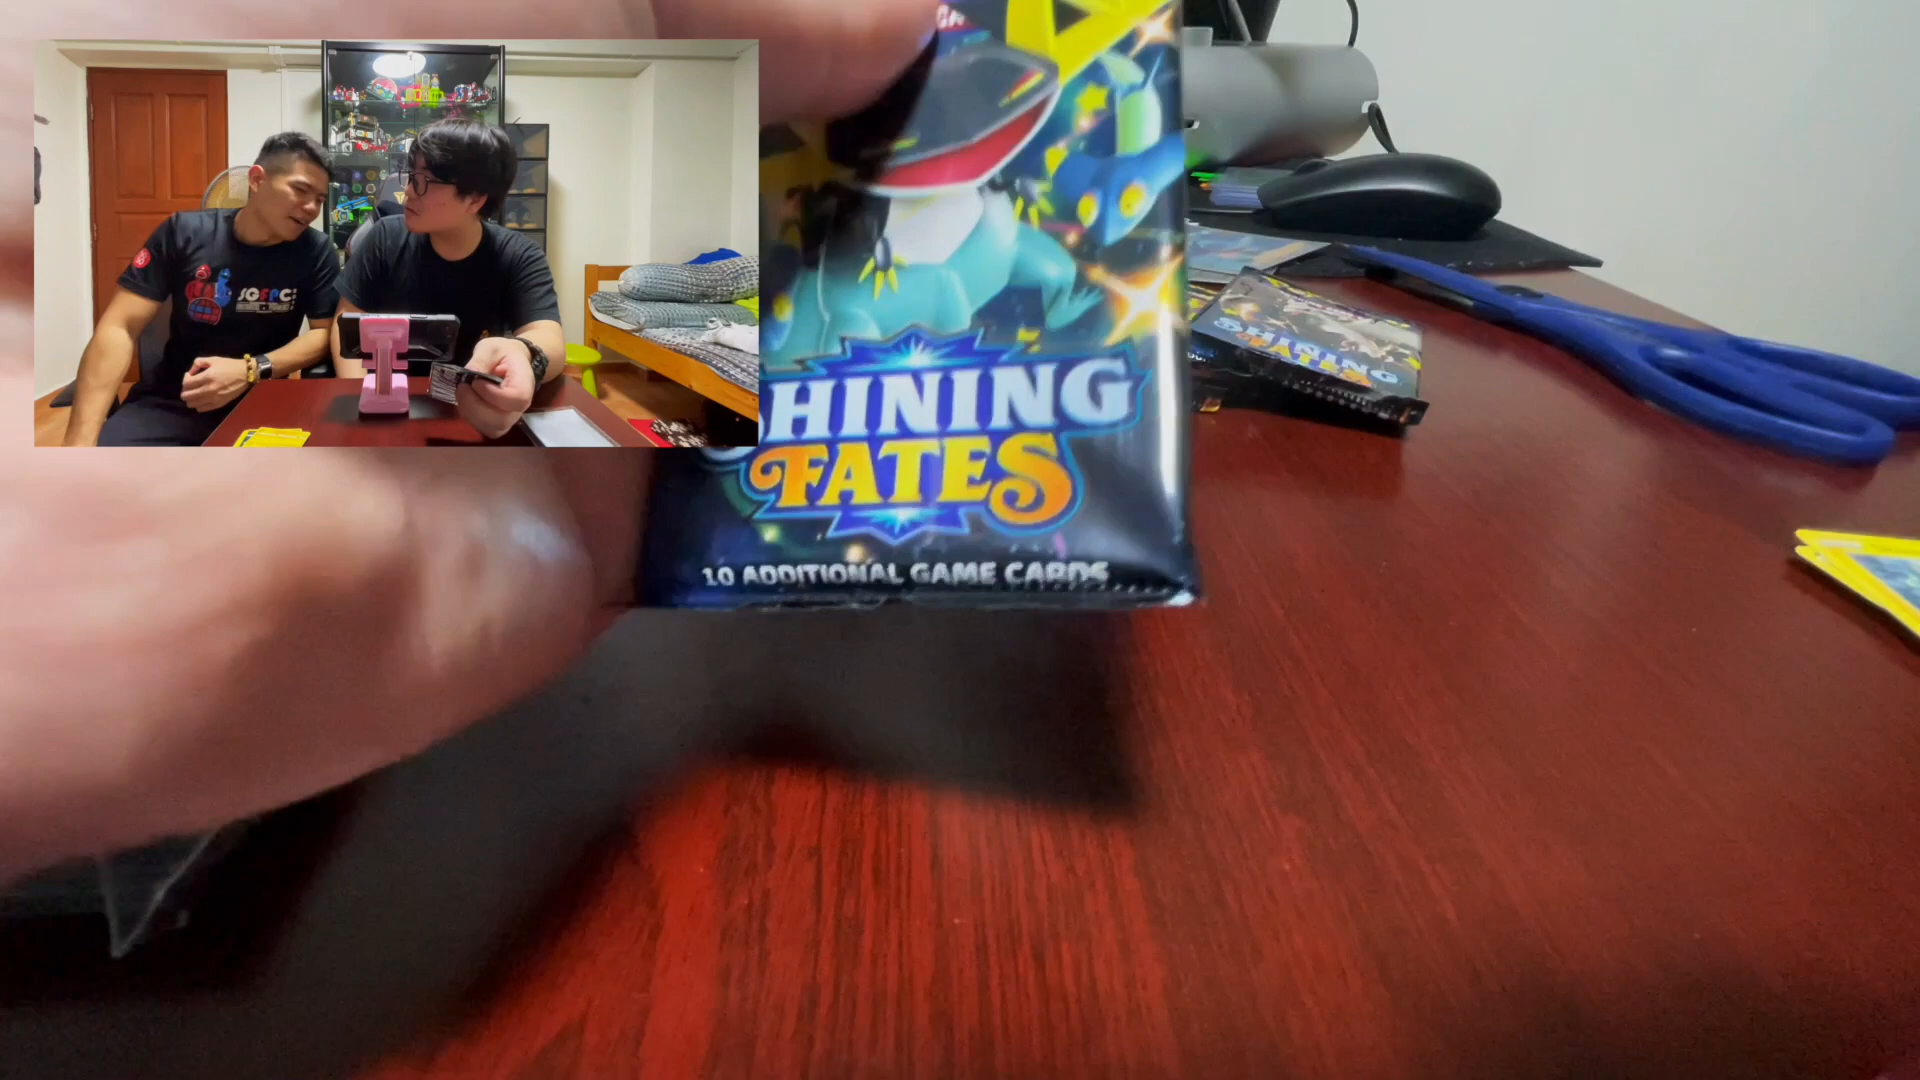 SHINING
FATES
10 ADDITIONAL GAME CARDS
SHINING
FATES